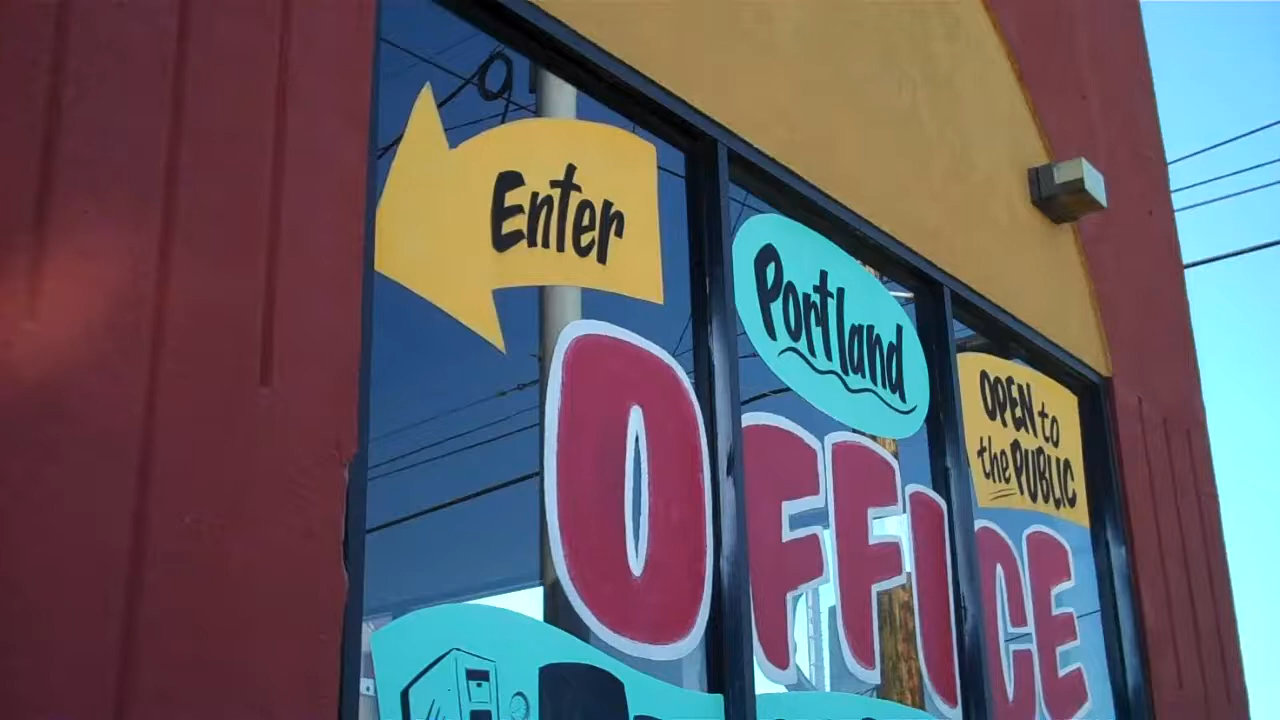 Enter
Portland
OPEN to
the PUBLIC
OFFICE